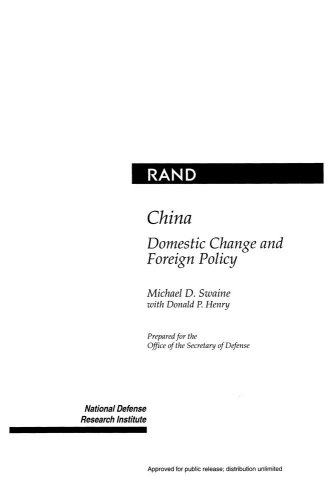 RAND
China
Domestic Change and
Foreign Policy
Michael D. Swaine
with Donald P. Henry
Prepared for the
Office of the Secretary of Defense
National Defense
Research Institute
Approved for public release; distribution unlimited